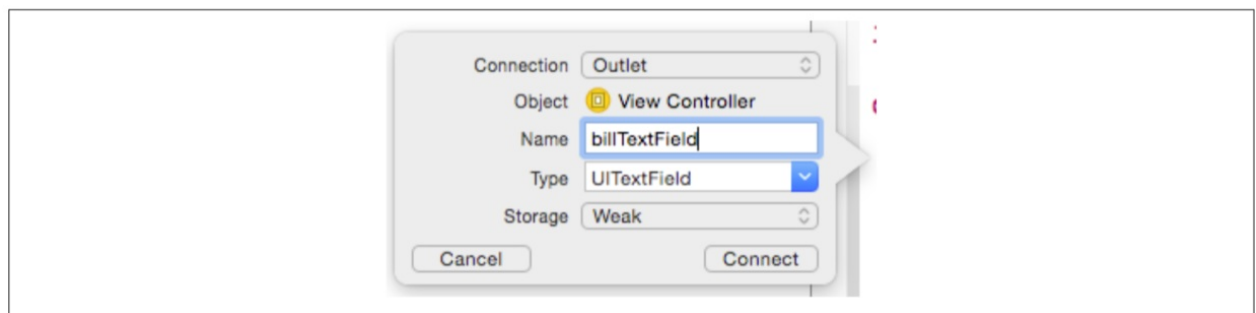 Connection Outlet
Object View Controller
Name billTextField
Type UITextField
Storage Weak
Cancel Connect